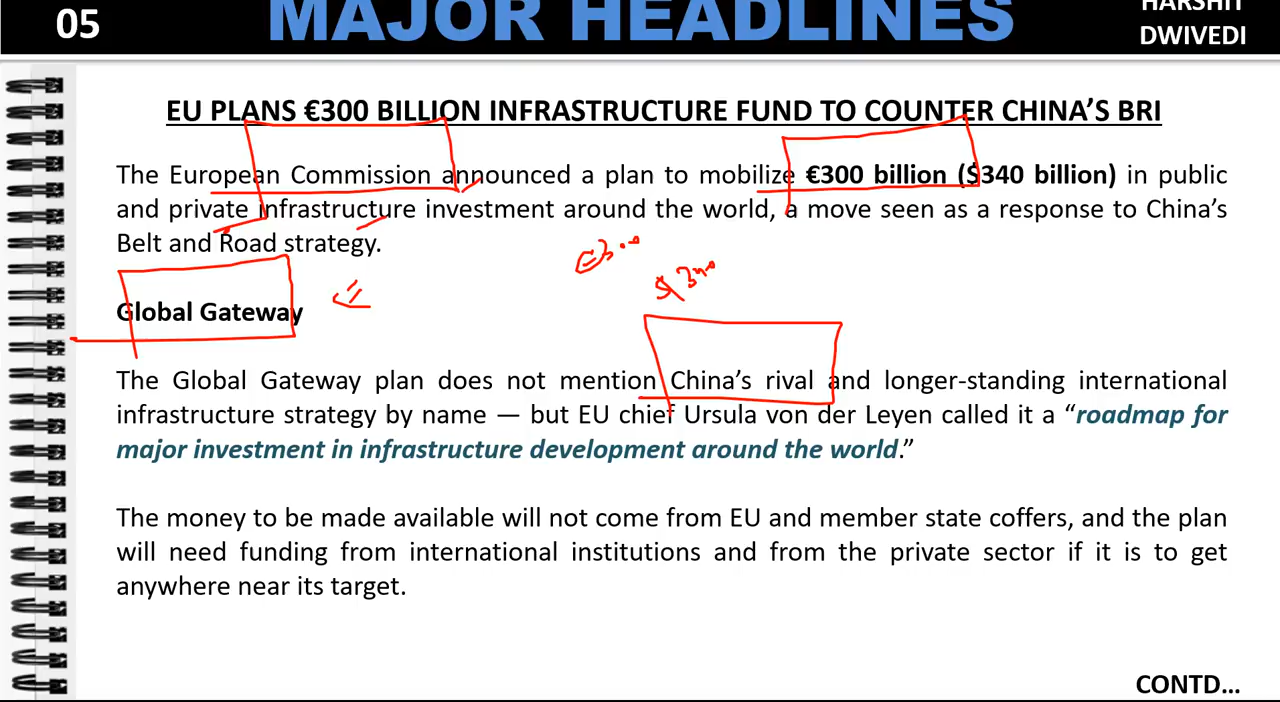 05
MAJOR HEADLINES
HARSHIT
DWIVEDI
EU PLANS €300 BILLION INFRASTRUCTURE FUND TO COUNTER CHINA'S BRI
The European Commission announced a plan to mobilize €300 billion ($340 billion) in public
and private infrastructure investment around the world, a move seen as a response to China's
Belt and Road strategy.
€300
$340
Global Gateway
The Global Gateway plan does not mention China's rival and longer-standing international
infrastructure strategy by name — but EU chief Ursula von der Leyen called it a “roadmap for
major investment in infrastructure development around the world.”
The money to be made available will not come from EU and member state coffers, and the plan
will need funding from international institutions and from the private sector if it is to get
anywhere near its target.
CONTD...